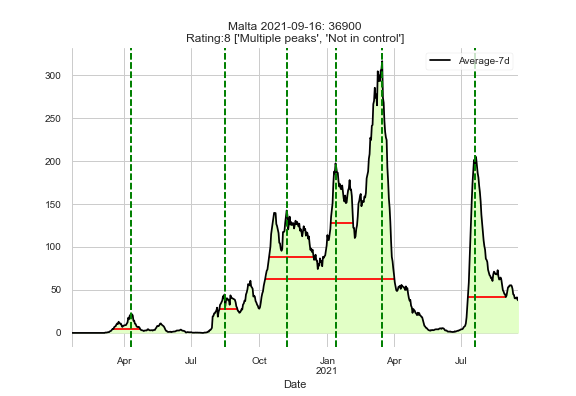 Malta 2021-09-16: 36900
Rating:8 ['Multiple peaks', 'Not in control']
Average-7d
300
250
200
150
100
50
0
Apr Jul Oct Jan Apr Jul
2021
Date